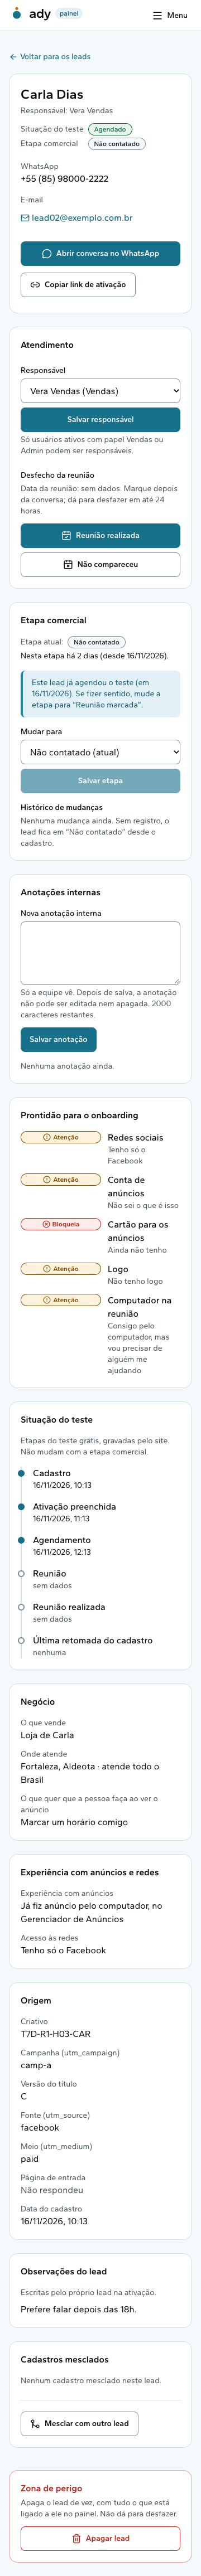 ady painel
Menu
Voltar para os leads
Carla Dias
Responsável: Vera Vendas
Situação do teste Agendado
Etapa comercial Não contatado
WhatsApp
+55 (85) 98000-2222
E-mail
lead02@exemplo.com.br
Abrir conversa no WhatsApp
Copiar link de ativação
Atendimento
Responsável
Vera Vendas (Vendas)
Salvar responsável
Só usuários ativos com papel Vendas ou
Admin podem ser responsáveis.
Desfecho da reunião
Data da reunião: sem dados. Marque depois
da conversa; dá para desfazer em até 24
horas.
Reunião realizada
Não compareceu
Etapa comercial
Etapa atual: Não contatado
Nesta etapa há 2 dias (desde 16/11/2026).
Este lead já agendou o teste (em
16/11/2026). Se fizer sentido, mude a
etapa para “Reunião marcada”.
Mudar para
Não contatado (atual)
Salvar etapa
Histórico de mudanças
Nenhuma mudança ainda. Sem registro, o
lead fica em “Não contatado” desde o
cadastro.
Anotações internas
Nova anotação interna
Só a equipe vê. Depois de salva, a anotação
não pode ser editada nem apagada. 2000
caracteres restantes.
Salvar anotação
Nenhuma anotação ainda.
Prontidão para o onboarding
Atenção Redes sociais
Tenho só o
Facebook
Atenção Conta de
anúncios
Não sei o que é isso
Bloqueia Cartão para os
anúncios
Ainda não tenho
Atenção Logo
Não tenho logo
Atenção Computador na
reunião
Consigo pelo
computador, mas
vou precisar de
alguém me
ajudando
Situação do teste
Etapas do teste grátis, gravadas pelo site.
Não mudam com a etapa comercial.
Cadastro
16/11/2026, 10:13
Ativação preenchida
16/11/2026, 11:13
Agendamento
16/11/2026, 12:13
Reunião
sem dados
Reunião realizada
sem dados
Última retomada do cadastro
nenhuma
Negócio
O que vende
Loja de Carla
Onde atende
Fortaleza, Aldeota · atende todo o
Brasil
O que quer que a pessoa faça ao ver o
anúncio
Marcar um horário comigo
Experiência com anúncios e redes
Experiência com anúncios
Já fiz anúncio pelo computador, no
Gerenciador de Anúncios
Acesso às redes
Tenho só o Facebook
Origem
Criativo
T7D-R1-H03-CAR
Campanha (utm_campaign)
camp-a
Versão do título
C
Fonte (utm_source)
facebook
Meio (utm_medium)
paid
Página de entrada
Não respondeu
Data do cadastro
16/11/2026, 10:13
Observações do lead
Escritas pelo próprio lead na ativação.
Prefere falar depois das 18h.
Cadastros mesclados
Nenhum cadastro mesclado neste lead.
Mesclar com outro lead
Zona de perigo
Apaga o lead de vez, com tudo o que está
ligado a ele no painel. Não dá para desfazer.
Apagar lead